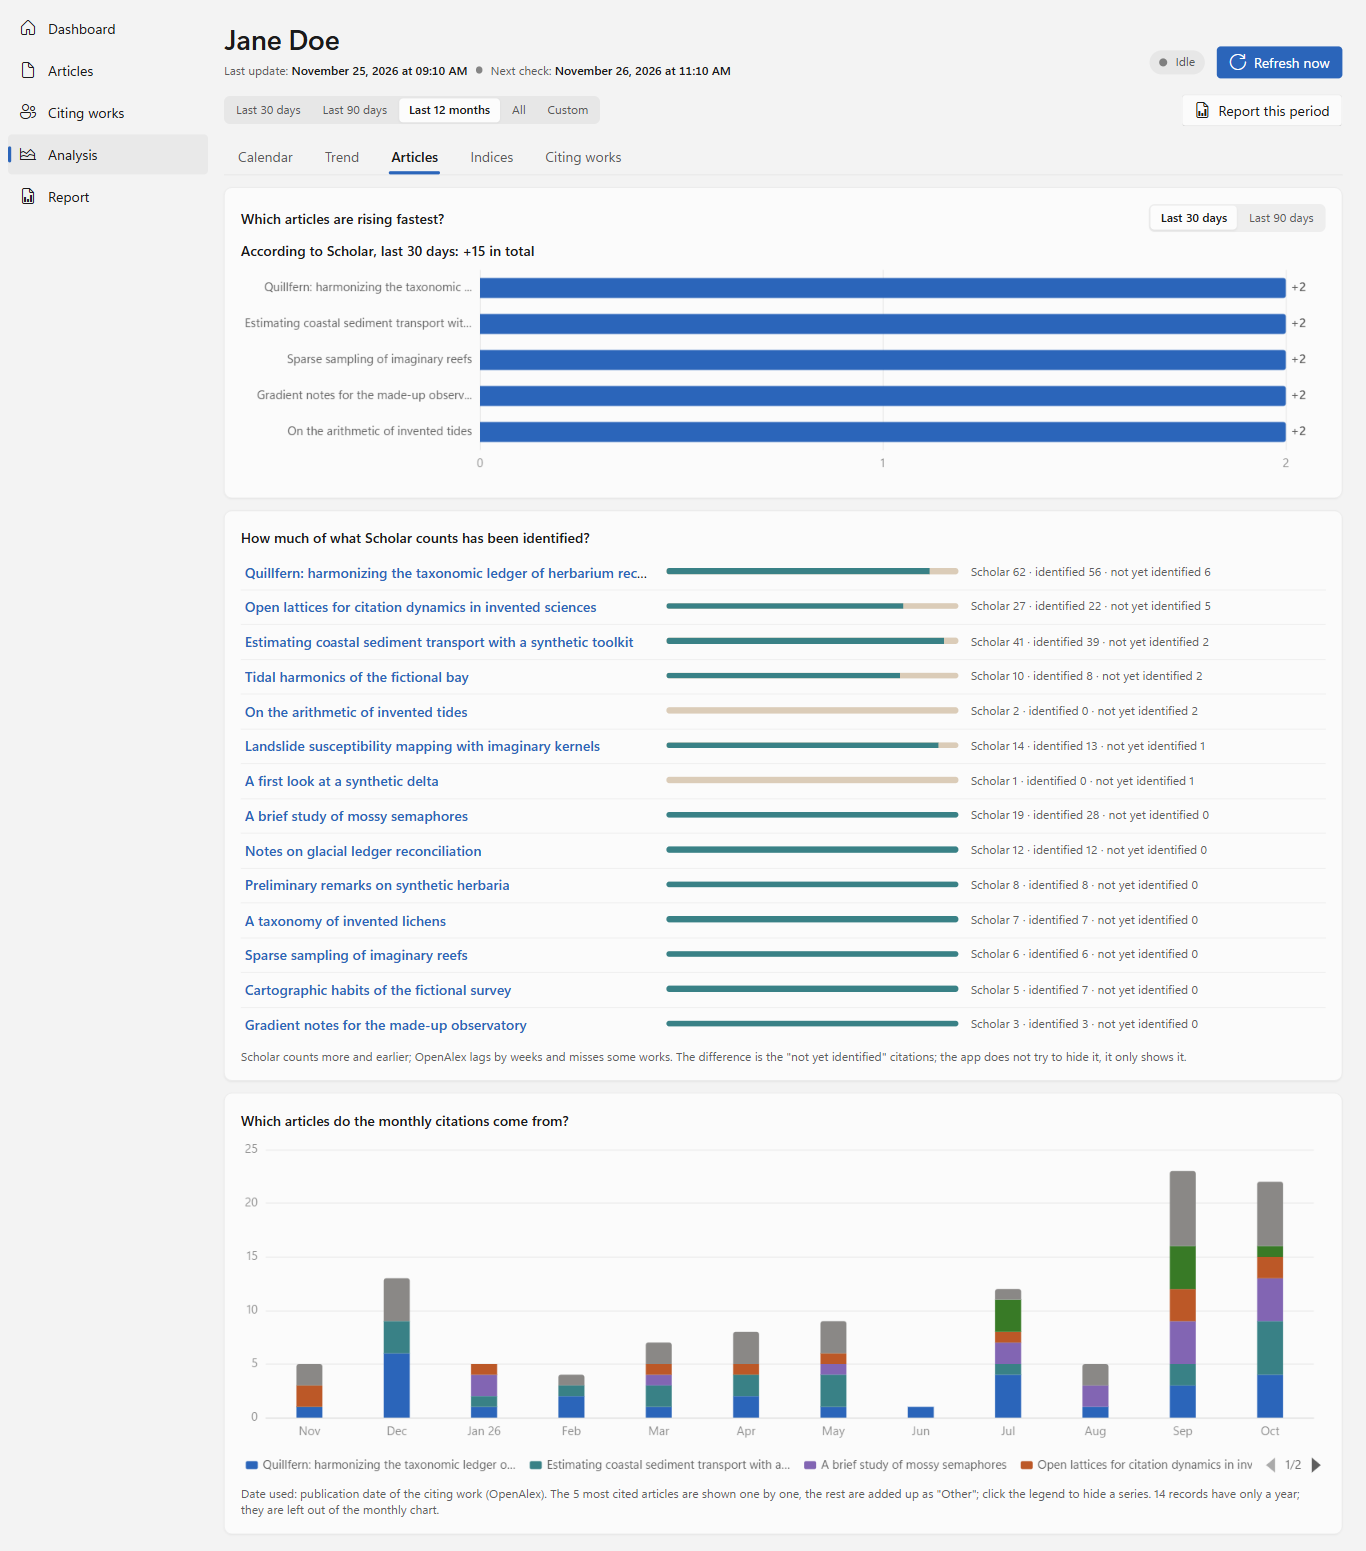 Dashboard
Articles
Citing works
Analysis
Report
Jane Doe
Last update: November 25, 2026 at 09:10 AM ● Next check: November 26, 2026 at 11:10 AM
Idle
Refresh now
Last 30 days Last 90 days Last 12 months All Custom
Report this period
Calendar Trend Articles Indices Citing works
Which articles are rising fastest?
Last 30 days Last 90 days
According to Scholar, last 30 days: +15 in total
Quillfern: harmonizing the taxonomic ... +2
Estimating coastal sediment transport wit... +2
Sparse sampling of imaginary reefs +2
Gradient notes for the made-up observ... +2
On the arithmetic of invented tides +2
0 1 2
How much of what Scholar counts has been identified?
Quillfern: harmonizing the taxonomic ledger of herbarium rec... Scholar 62 · identified 56 · not yet identified 6
Open lattices for citation dynamics in invented sciences Scholar 27 · identified 22 · not yet identified 5
Estimating coastal sediment transport with a synthetic toolkit Scholar 41 · identified 39 · not yet identified 2
Tidal harmonics of the fictional bay Scholar 10 · identified 8 · not yet identified 2
On the arithmetic of invented tides Scholar 2 · identified 0 · not yet identified 2
Landslide susceptibility mapping with imaginary kernels Scholar 14 · identified 13 · not yet identified 1
A first look at a synthetic delta Scholar 1 · identified 0 · not yet identified 1
A brief study of mossy semaphores Scholar 19 · identified 28 · not yet identified 0
Notes on glacial ledger reconciliation Scholar 12 · identified 12 · not yet identified 0
Preliminary remarks on synthetic herbaria Scholar 8 · identified 8 · not yet identified 0
A taxonomy of invented lichens Scholar 7 · identified 7 · not yet identified 0
Sparse sampling of imaginary reefs Scholar 6 · identified 6 · not yet identified 0
Cartographic habits of the fictional survey Scholar 5 · identified 7 · not yet identified 0
Gradient notes for the made-up observatory Scholar 3 · identified 3 · not yet identified 0
Scholar counts more and earlier; OpenAlex lags by weeks and misses some works. The difference is the "not yet identified" citations; the app does not try to hide it, it only shows it.
Which articles do the monthly citations come from?
25
20
15
10
5
0
Nov Dec Jan 26 Feb Mar Apr May Jun Jul Aug Sep Oct
Quillfern: harmonizing the taxonomic ledger o... Estimating coastal sediment transport with a... A brief study of mossy semaphores Open lattices for citation dynamics in inv 1/2
Date used: publication date of the citing work (OpenAlex). The 5 most cited articles are shown one by one, the rest are added up as "Other"; click the legend to hide a series. 14 records have only a year;
they are left out of the monthly chart.